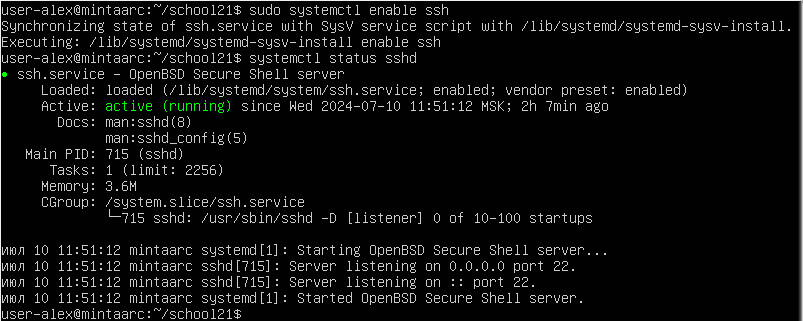 user-alex@mintaarc:~/school21$ sudo systemctl enable ssh
Synchronizing state of ssh.service with SysV service script with /lib/systemd/systemd-sysv-install.
Executing: /lib/systemd/systemd-sysv-install enable ssh
user-alex@mintaarc:~/school21$ systemctl status sshd
● ssh.service – OpenBSD Secure Shell server
     Loaded: loaded (/lib/systemd/system/ssh.service; enabled; vendor preset: enabled)
     Active: active (running) since Wed 2024-07-10 11:51:12 MSK; 2h 7min ago
       Docs: man:sshd(8)
             man:sshd_config(5)
   Main PID: 715 (sshd)
      Tasks: 1 (limit: 2256)
     Memory: 3.6M
     CGroup: /system.slice/ssh.service
             └─715 sshd: /usr/sbin/sshd -D [listener] 0 of 10-100 startups
июл 10 11:51:12 mintaarc systemd[1]: Starting OpenBSD Secure Shell server...
июл 10 11:51:12 mintaarc sshd[715]: Server listening on 0.0.0.0 port 22.
июл 10 11:51:12 mintaarc sshd[715]: Server listening on :: port 22.
июл 10 11:51:12 mintaarc systemd[1]: Started OpenBSD Secure Shell server.
user-alex@mintaarc:~/school21$